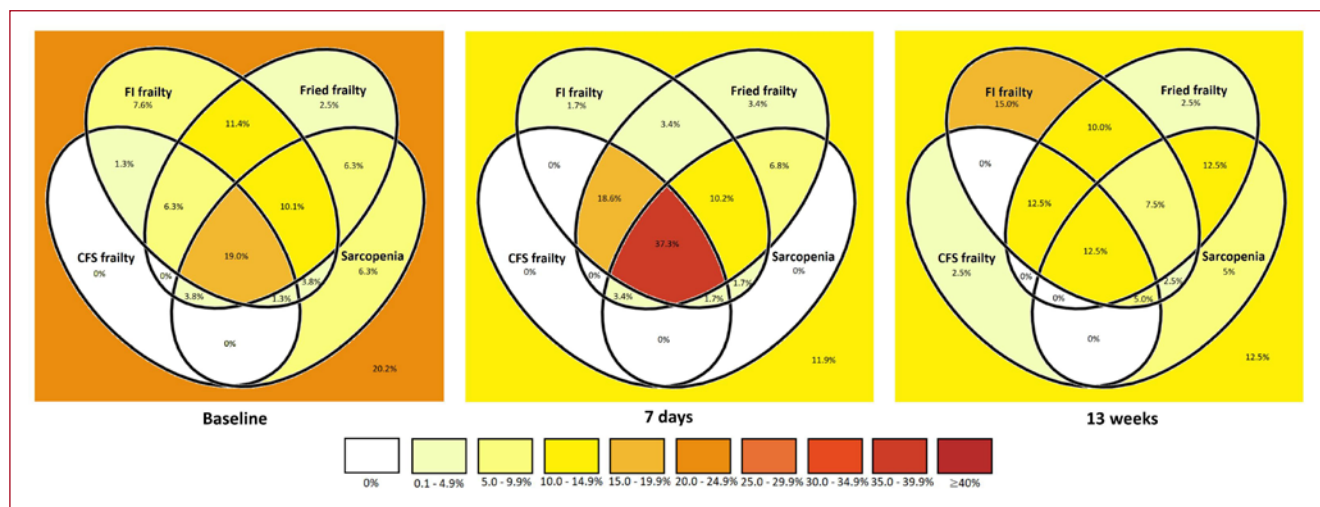 FI frailty
7.6%
Fried frailty
2.5%
11.4%
1.3%
6.3%
6.3%
10.1%
CFS frailty
0%
19.0%
Sarcopenia
6.3%
0%
3.8%
3.8%
1.3%
0%
20.2%
Baseline
FI frailty
1.7%
Fried frailty
3.4%
3.4%
0%
6.8%
18.6%
10.2%
CFS frailty
0%
37.3%
Sarcopenia
0%
0%
1.7%
3.4%
1.7%
0%
11.9%
7 days
FI frailty
15.0%
Fried frailty
2.5%
10.0%
0%
12.5%
12.5%
7.5%
CFS frailty
2.5%
12.5%
Sarcopenia
5%
0%
2.5%
0%
5.0%
0%
12.5%
13 weeks
0%
0.1 - 4.9%
5.0 - 9.9%
10.0 - 14.9%
15.0 - 19.9%
20.0 - 24.9%
25.0 - 29.9%
30.0 - 34.9%
35.0 - 39.9%
≥40%